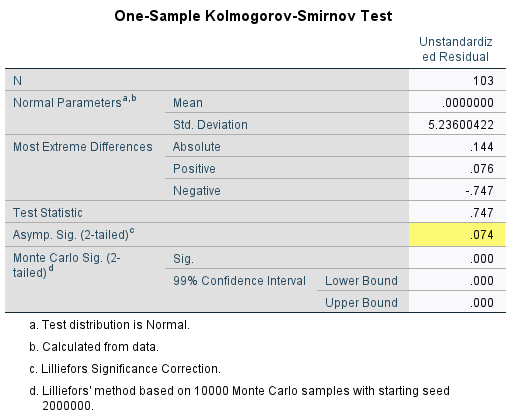 One-Sample Kolmogorov-Smirnov Test
Unstandardiz
ed Residual
N 103
Normal Parametersa,b Mean .0000000
Std. Deviation 5.23600422
Most Extreme Differences Absolute .144
Positive .076
Negative -.747
Test Statistic .747
Asymp. Sig. (2-tailed)c .074
Monte Carlo Sig. (2-
tailed)d Sig. .000
99% Confidence Interval Lower Bound .000
Upper Bound .000
a. Test distribution is Normal.
b. Calculated from data.
c. Lilliefors Significance Correction.
d. Lilliefors' method based on 10000 Monte Carlo samples with starting seed
2000000.